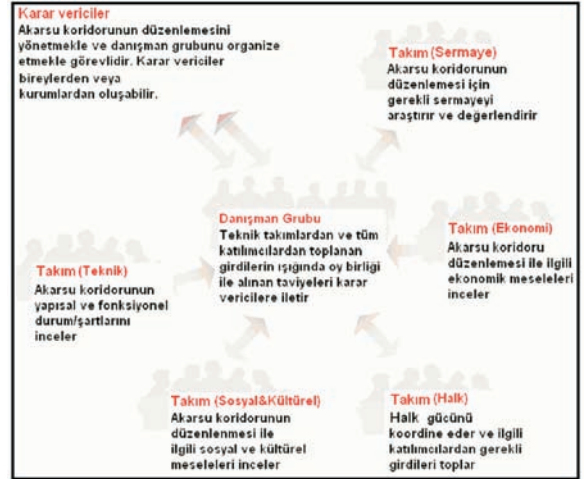 Karar vericiler
Akarsu koridorunun düzenlemesini
yönetmekle ve danışman grubunu organize
etmekle görevlidir. Karar vericiler
bireylerden veya
kurumlardan oluşabilir.
Takım (Sermaye)
Akarsu koridorunun
düzenlemesi için
gerekli sermayeyi
araştırır ve değerlendirir
Danışman Grubu
Teknik takımlardan ve tüm
katılımcılardan toplanan
girdilerin ışığında oy birliği
ile alınan taviyeleri karar
vericilere iletir
Takım (Ekonomi)
Akarsu koridoru
düzenlemesi ile ilgili
ekonomik meseleleri
inceler
Takım (Teknik)
Akarsu koridorunun
yapısal ve fonksiyonel
durum/şartlarını
inceler
Takım (Sosyal&Kültürel)
Akarsu koridorunun
düzenlenmesi ile
ilgili sosyal ve kültürel
meseleleri inceler
Takım (Halk)
Halk gücünü
koordine eder ve ilgili
katılımcılardan gerekli
girdileri toplar